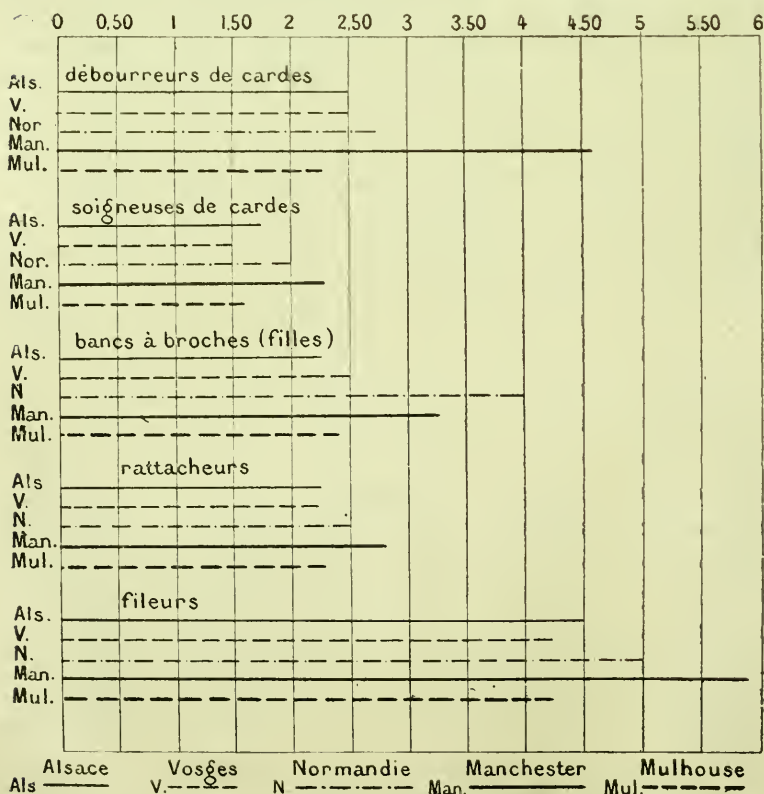 0 0,50 1 1,50 2 2,50 3 3.50 4 4.50 5 5.50 6
débourreurs de cardes
Als.
V.
Nor
Man.
Mul.
soigneuses de cardes
Als.
V.
Nor.
Man.
Mul.
bancs à broches (filles)
Als.
V.
N
Man.
Mul.
rattacheurs
Als
V.
N.
Man.
Mul.
fileurs
Als.
V.
N.
Man.
Mul.
Alsace Vosges Normandie Manchester Mulhouse
Als V. N. Man. Mul.